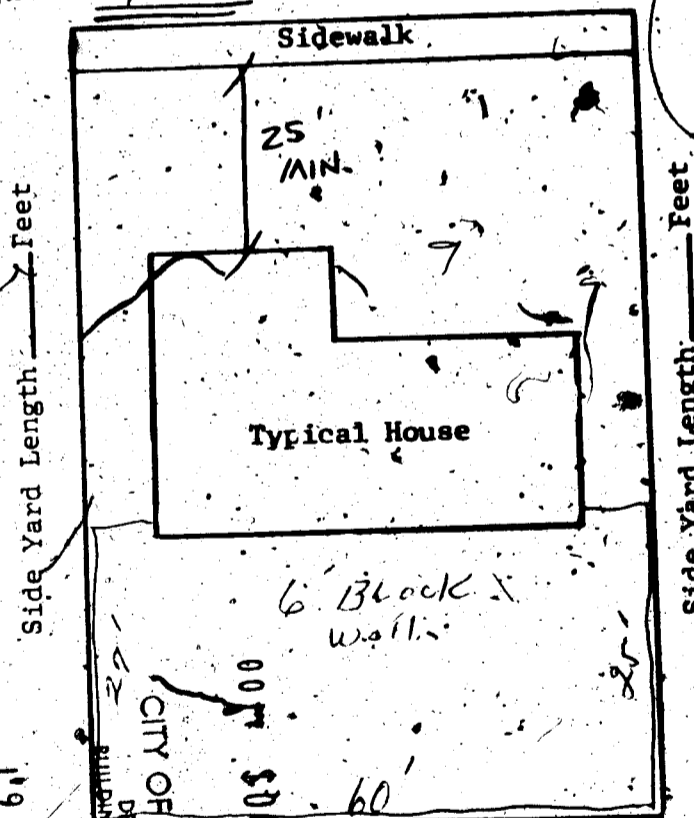 Sidewalk
25'
MIN.
Side Yard Length Feet
Side Yard Length Feet
Typical House
6' Block
Wall
25'
CITY OF
60'